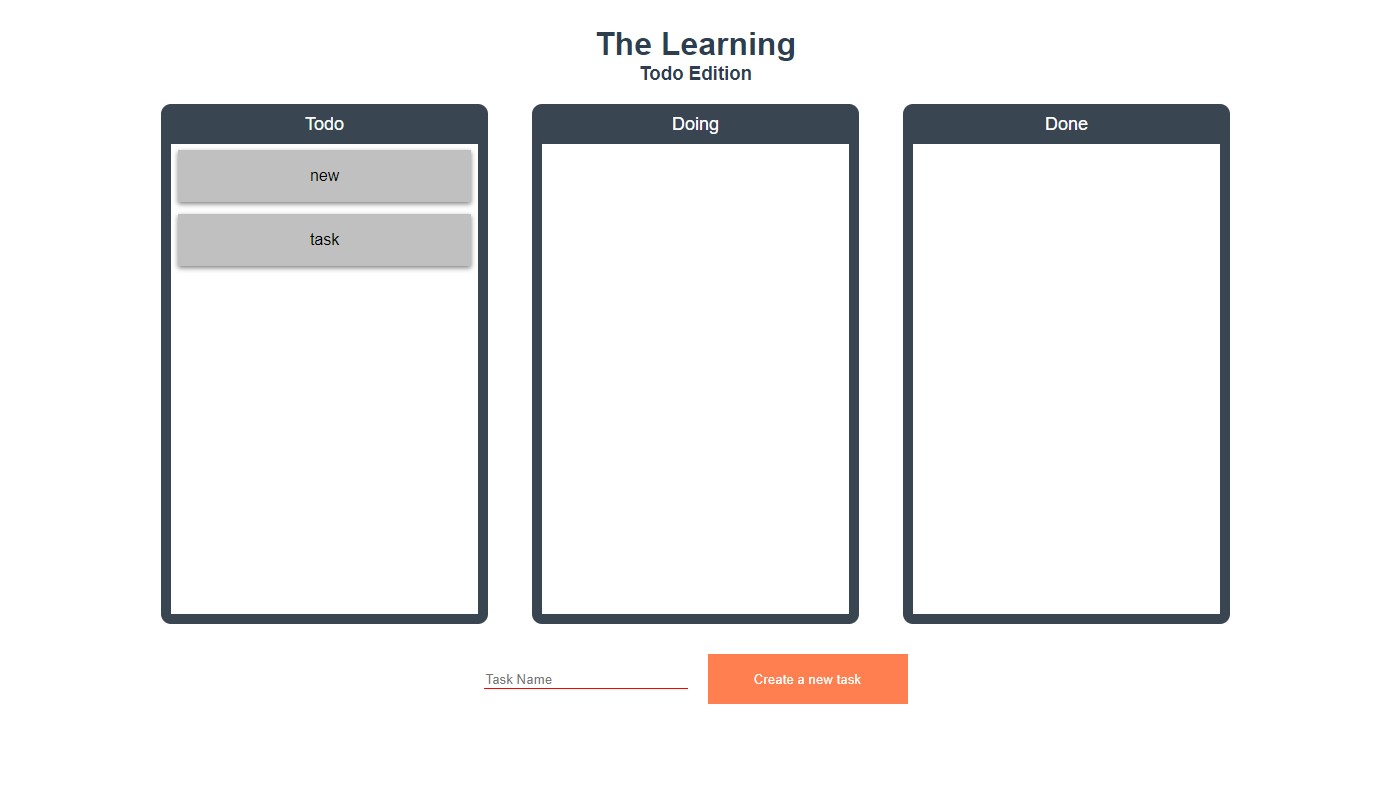 The Learning
Todo Edition
Todo
new
task
Doing
Done
Task Name
Create a new task